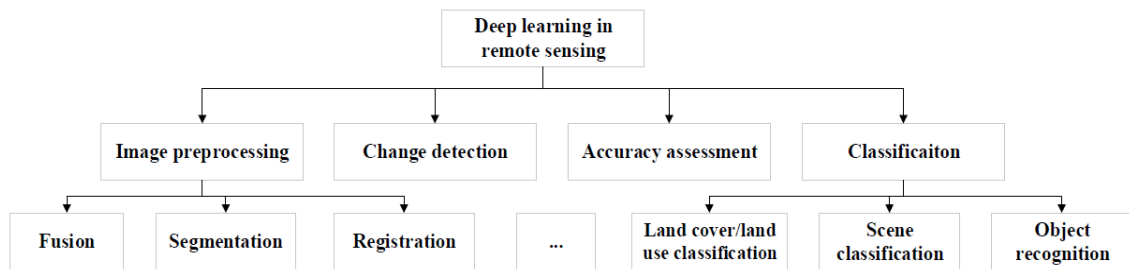 Deep learning in
remote sensing
Image preprocessing
Change detection
Accuracy assessment
Classificaiton
Fusion
Segmentation
Registration
...
Land cover/land
use classification
Scene
classification
Object
recognition